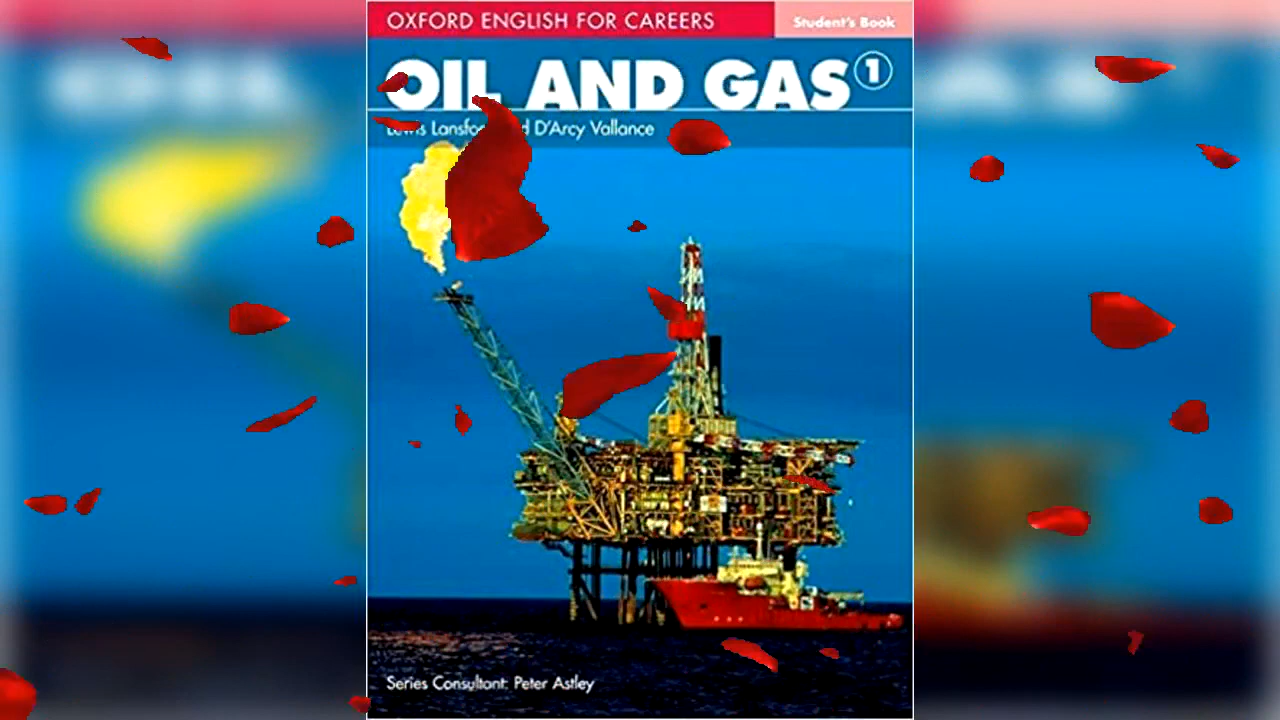 OXFORD ENGLISH FOR CAREERS
Student's Book
OIL AND GAS 1
D'Arcy Vallance
Series Consultant: Peter Astley